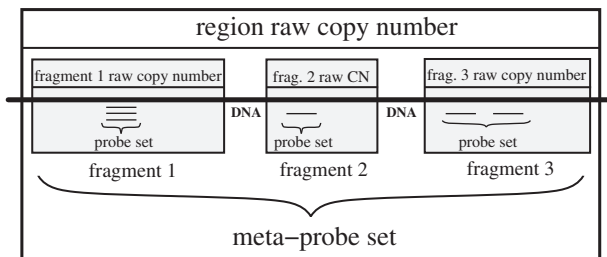 region raw copy number
fragment 1 raw copy number frag. 2 raw CN frag. 3 raw copy number
DNA DNA
probe set probe set probe set
fragment 1 fragment 2 fragment 3
meta−probe set